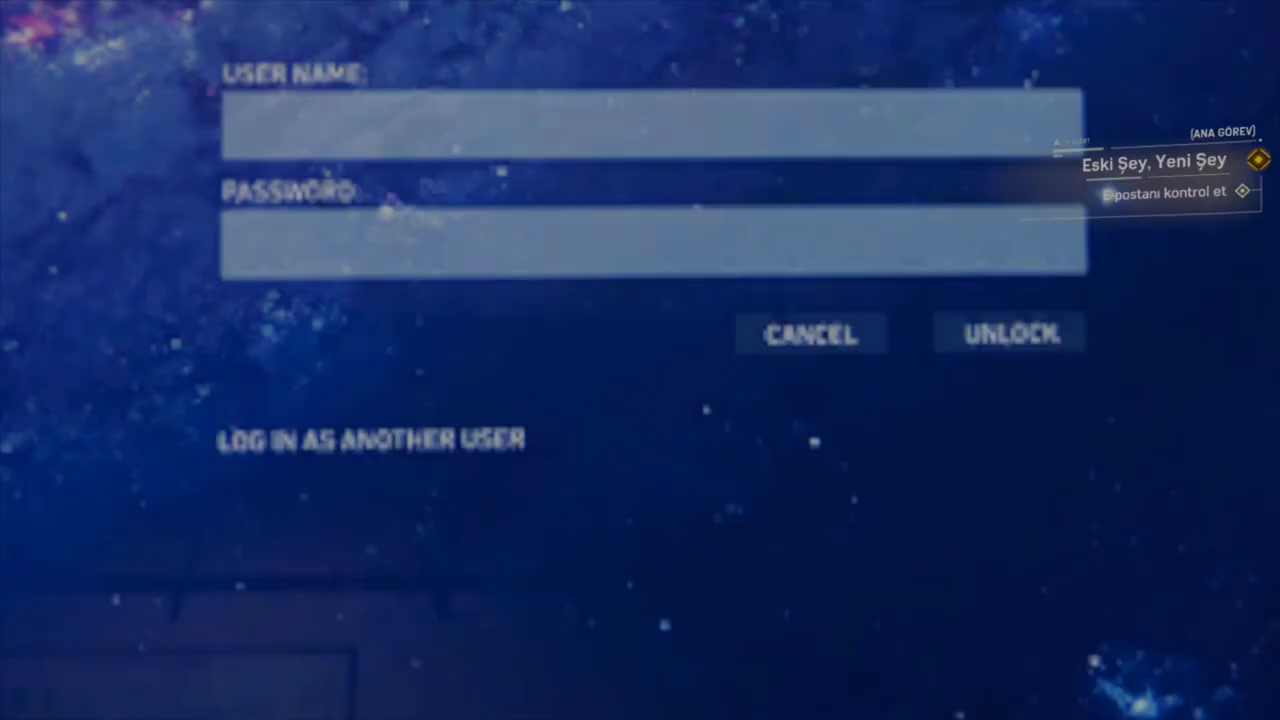 USER NAME:
(ANA GÖREV)
Eski Şey, Yeni Şey
E-postanı kontrol et
PASSWORD
CANCEL
UNLOCK
LOG IN AS ANOTHER USER